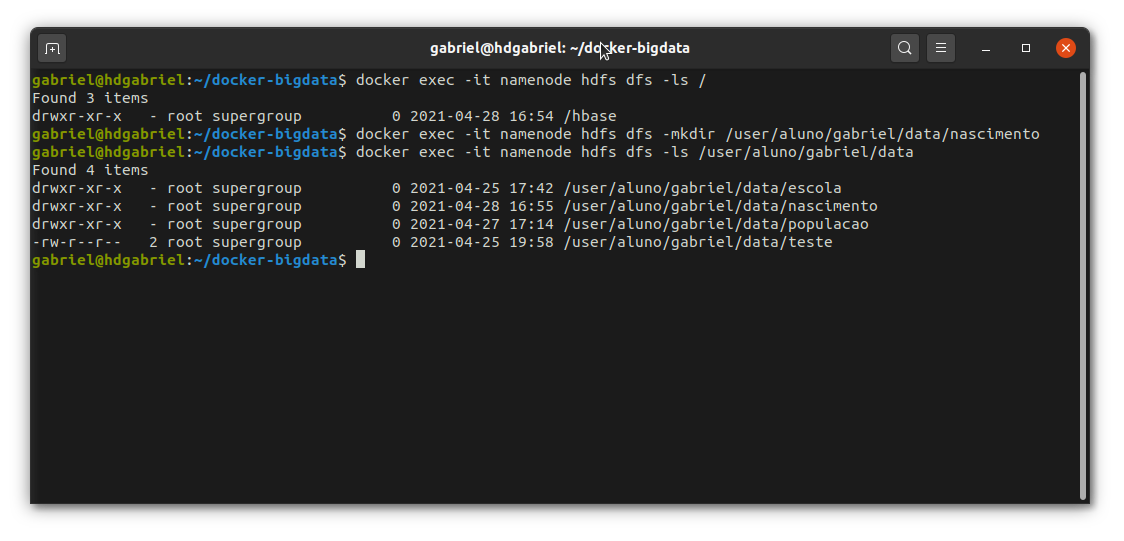 gabriel@hdgabriel: ~/docker-bigdata
gabriel@hdgabriel:~/docker-bigdata$ docker exec -it namenode hdfs dfs -ls /
Found 3 items
drwxr-xr-x   - root supergroup          0 2021-04-28 16:54 /hbase
gabriel@hdgabriel:~/docker-bigdata$ docker exec -it namenode hdfs dfs -mkdir /user/aluno/gabriel/data/nascimento
gabriel@hdgabriel:~/docker-bigdata$ docker exec -it namenode hdfs dfs -ls /user/aluno/gabriel/data
Found 4 items
drwxr-xr-x   - root supergroup          0 2021-04-25 17:42 /user/aluno/gabriel/data/escola
drwxr-xr-x   - root supergroup          0 2021-04-28 16:55 /user/aluno/gabriel/data/nascimento
drwxr-xr-x   - root supergroup          0 2021-04-27 17:14 /user/aluno/gabriel/data/populacao
-rw-r--r--   2 root supergroup          0 2021-04-25 19:58 /user/aluno/gabriel/data/teste
gabriel@hdgabriel:~/docker-bigdata$